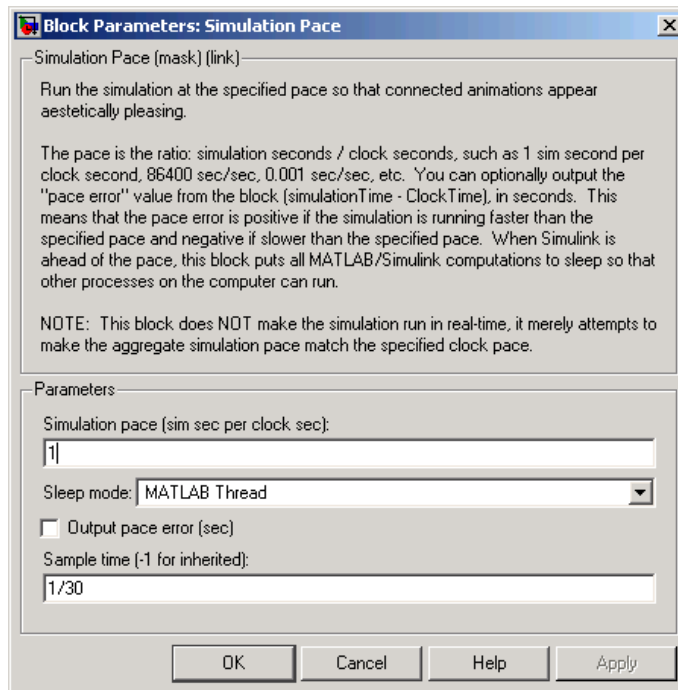 Block Parameters: Simulation Pace
Simulation Pace (mask) (link)
Run the simulation at the specified pace so that connected animations appear
aestetically pleasing.
The pace is the ratio: simulation seconds / clock seconds, such as 1 sim second per
clock second, 86400 sec/sec, 0.001 sec/sec, etc.  You can optionally output the
"pace error" value from the block (simulationTime - ClockTime), in seconds.  This
means that the pace error is positive if the simulation is running faster than the
specified pace and negative if slower than the specified pace.  When Simulink is
ahead of the pace, this block puts all MATLAB/Simulink computations to sleep so that
other processes on the computer can run.
NOTE:  This block does NOT make the simulation run in real-time, it merely attempts to
make the aggregate simulation pace match the specified clock pace.
Parameters
Simulation pace (sim sec per clock sec):
1
Sleep mode: MATLAB Thread
Output pace error (sec)
Sample time (-1 for inherited):
1/30
OK Cancel Help Apply